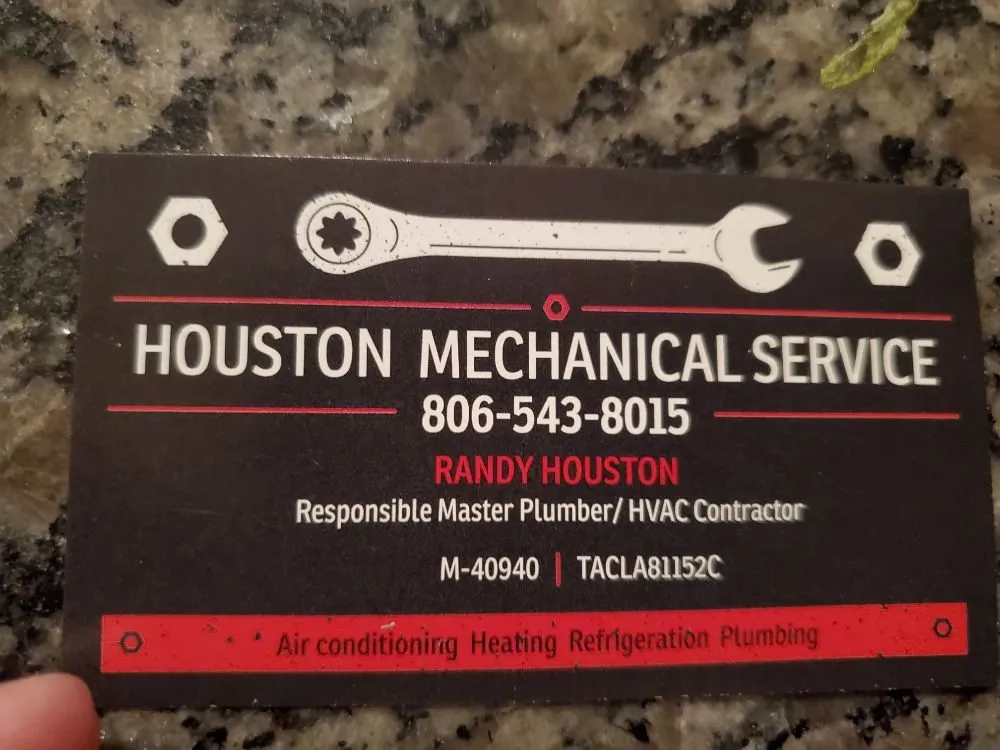 HOUSTON MECHANICAL SERVICE
806-543-8015
RANDY HOUSTON
Responsible Master Plumber/ HVAC Contractor
M-40940 | TACLA81152C
Air conditioning Heating Refrigeration Plumbing